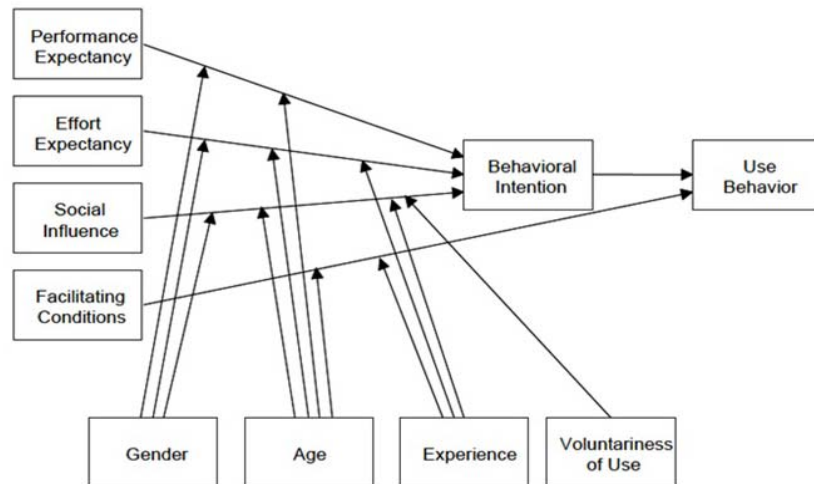 Performance
Expectancy
Effort
Expectancy
Social
Influence
Facilitating
Conditions
Behavioral
Intention
Use
Behavior
Gender
Age
Experience
Voluntariness
of Use